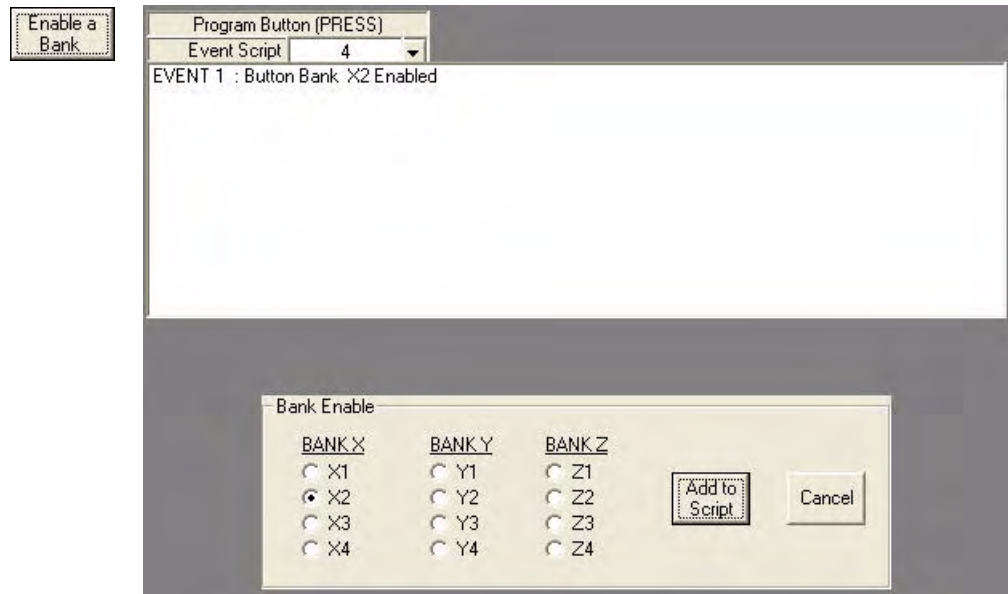 Enable a
Bank
Program Button (PRESS)
Event Script 4
EVENT 1 : Button Bank X2 Enabled
Bank Enable
BANK X BANK Y BANK Z
X1 Y1 Z1
X2 Y2 Z2
X3 Y3 Z3
X4 Y4 Z4
Add to
Script
Cancel